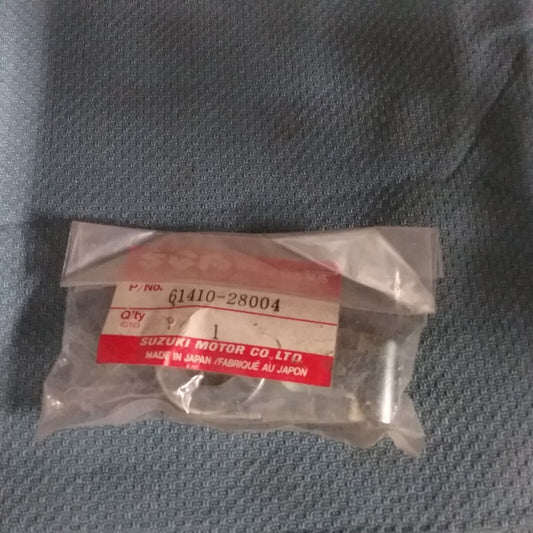 P/No. 61410-28004
Q'ty 1
SUZUKI MOTOR CO.,LTD.
MADE IN JAPAN/FABRIQUÉ AU JAPON